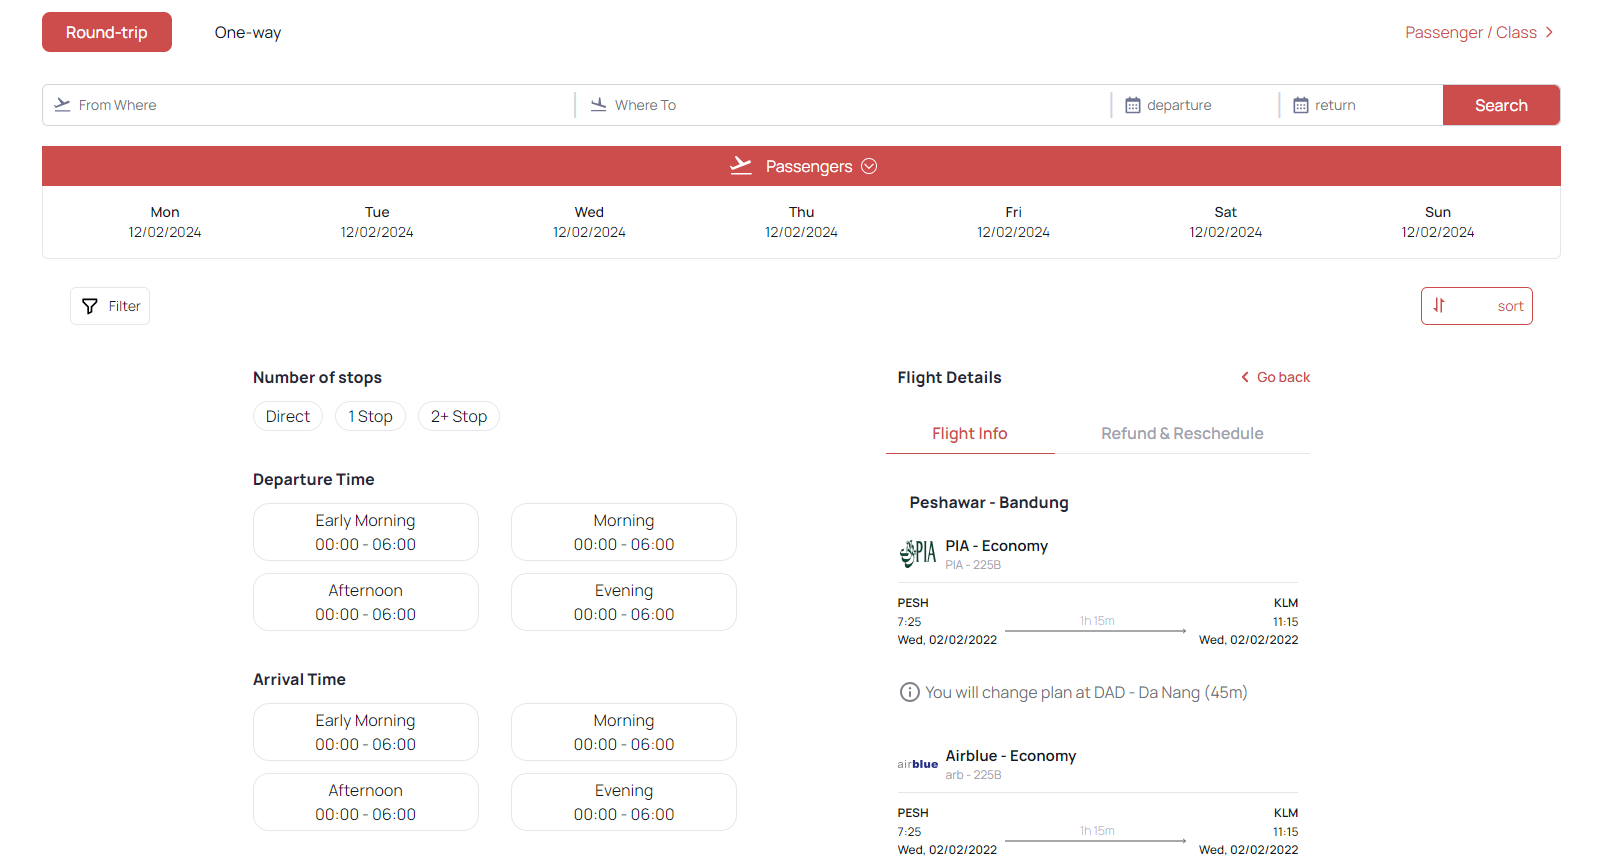 Round-trip
One-way
Passenger / Class
From Where
Where To
departure
return
Search
Passengers
Mon
12/02/2024
Tue
12/02/2024
Wed
12/02/2024
Thu
12/02/2024
Fri
12/02/2024
Sat
12/02/2024
Sun
12/02/2024
Filter
sort
Number of stops
Direct
1 Stop
2+ Stop
Departure Time
Early Morning
00:00 - 06:00
Morning
00:00 - 06:00
Afternoon
00:00 - 06:00
Evening
00:00 - 06:00
Arrival Time
Early Morning
00:00 - 06:00
Morning
00:00 - 06:00
Afternoon
00:00 - 06:00
Evening
00:00 - 06:00
Flight Details
Go back
Flight Info
Refund & Reschedule
Peshawar - Bandung
PIA
PIA - Economy
PIA - 225B
PESH
7:25
Wed, 02/02/2022
1h 15m
KLM
11:15
Wed, 02/02/2022
You will change plan at DAD - Da Nang (45m)
airblue
Airblue - Economy
arb - 225B
PESH
7:25
Wed, 02/02/2022
1h 15m
KLM
11:15
Wed, 02/02/2022